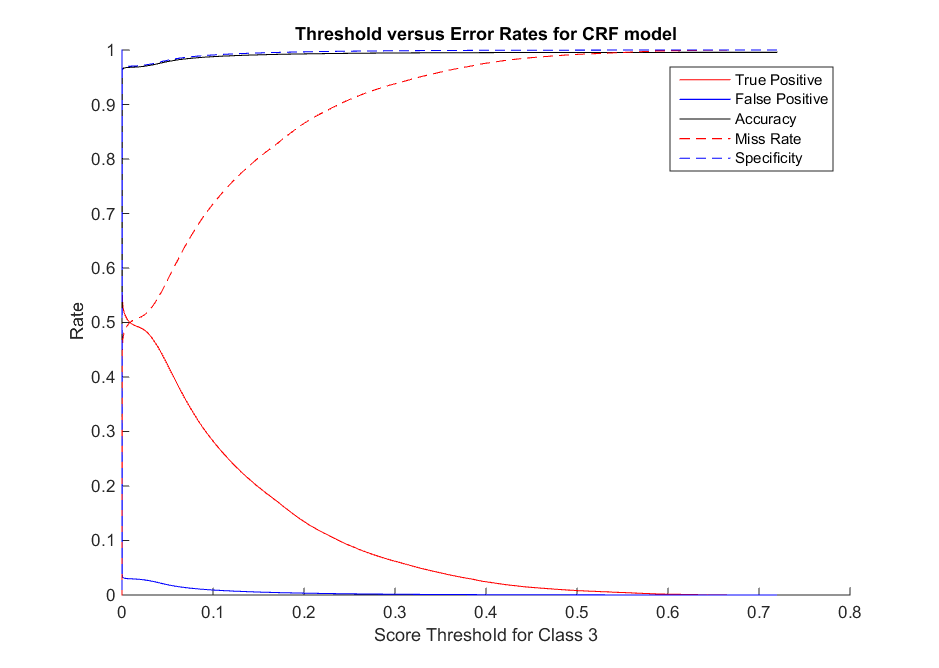 Threshold versus Error Rates for CRF model
1
0.9
0.8
0.7
0.6
0.5
0.4
0.3
0.2
0.1
0
Rate
True Positive
False Positive
Accuracy
Miss Rate
Specificity
0 0.1 0.2 0.3 0.4 0.5 0.6 0.7 0.8
Score Threshold for Class 3